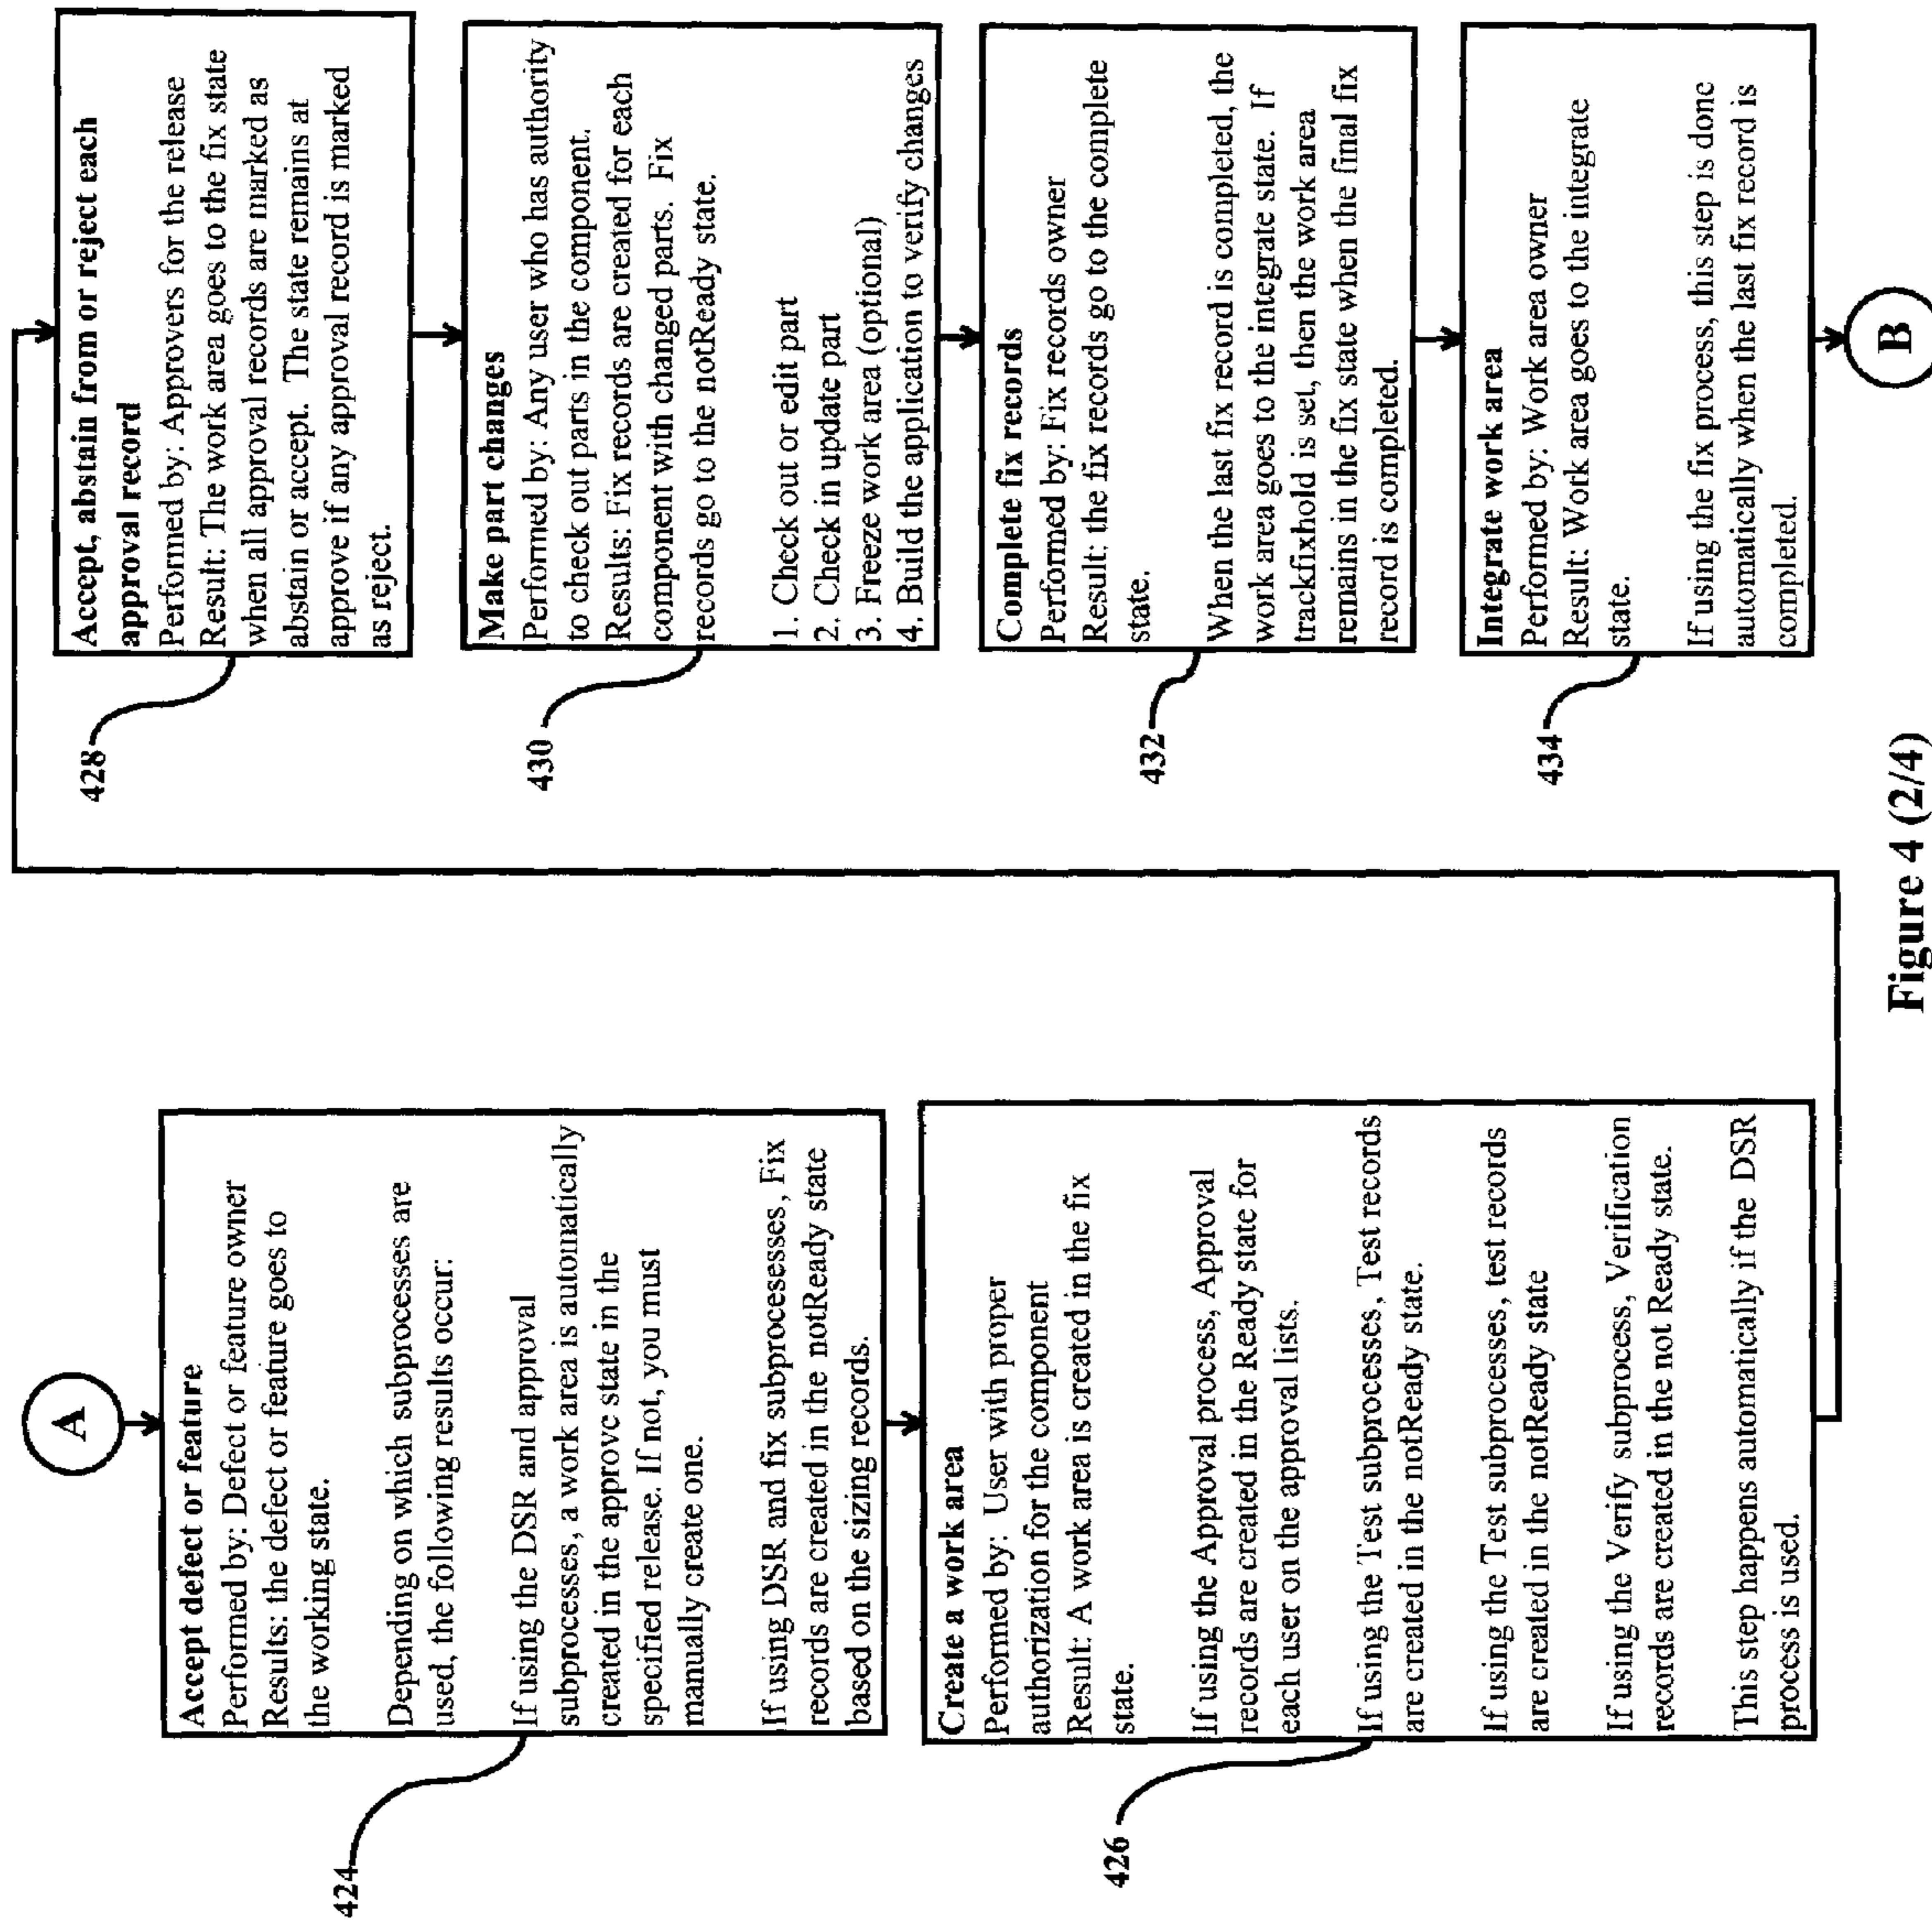 A
Accept defect or feature
Performed by: Defect or feature owner
Results: the defect or feature goes to
the working state.
Depending on which subprocesses are
used, the following results occur:
If using the DSR and approval
subprocesses, a work area is automatically
created in the approve state in the
specified release. If not, you must
manually create one.
If using DSR and fix subprocesses, Fix
records are created in the notReady state
based on the sizing records.
424
Create a work area
Performed by: User with proper
authorization for the component
Result: A work area is created in the fix
state.
If using the Approval process, Approval
records are created in the Ready state for
each user on the approval lists.
If using the Test subprocesses, Test records
are created in the notReady state.
If using the Test subprocesses, test records
are created in the notReady state
If using the Verify subprocess, Verification
records are created in the not Ready state.
This step happens automatically if the DSR
process is used.
426
Accept, abstain from or reject each
approval record
Performed by: Approvers for the release
Result: The work area goes to the fix state
when all approval records are marked as
abstain or accept. The state remains at
approve if any approval record is marked
as reject.
428
Make part changes
Performed by: Any user who has authority
to check out parts in the component.
Results: Fix records are created for each
component with changed parts. Fix
records go to the notReady state.
1. Check out or edit part
2. Check in update part
3. Freeze work area (optional)
4. Build the application to verify changes
430
Complete fix records
Performed by: Fix records owner
Result: the fix records go to the complete
state.
When the last fix record is completed, the
work area goes to the integrate state. If
trackfixhold is set, then the work area
remains in the fix state when the final fix
record is completed.
432
Integrate work area
Performed by: Work area owner
Result: Work area goes to the integrate
state.
If using the fix process, this step is done
automatically when the last fix record is
completed.
434
B
Figure 4 (2/4)